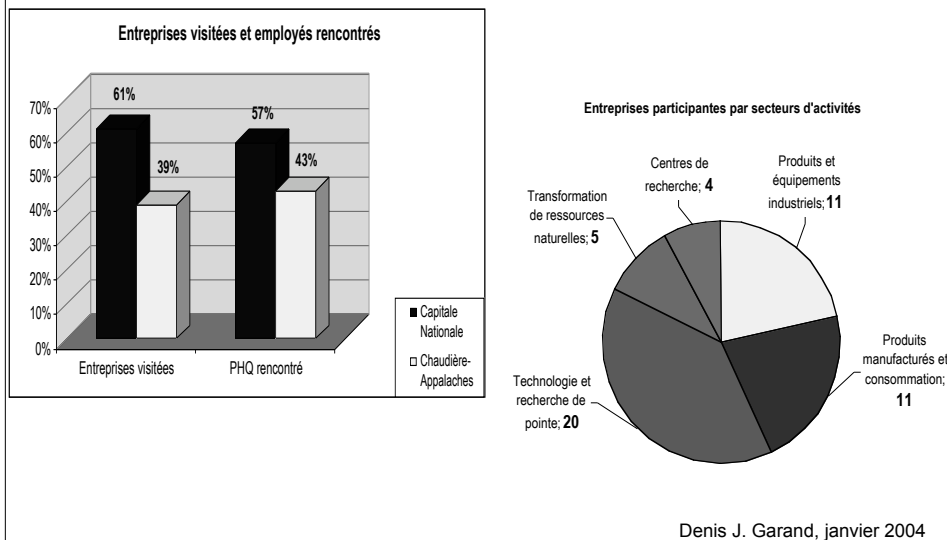 Entreprises visitées et employés rencontrés
70%
60%
50%
40%
30%
20%
10%
0%
61%
39%
57%
43%
Entreprises visitées
PHQ rencontré
Capitale
Nationale
Chaudière-
Appalaches
Entreprises participantes par secteurs d'activités
Centres de
recherche; 4
Produits et
équipements
industriels; 11
Transformation
de ressources
naturelles; 5
Produits
manufacturés et
consommation;
11
Technologie et
recherche de
pointe; 20
Denis J. Garand, janvier 2004